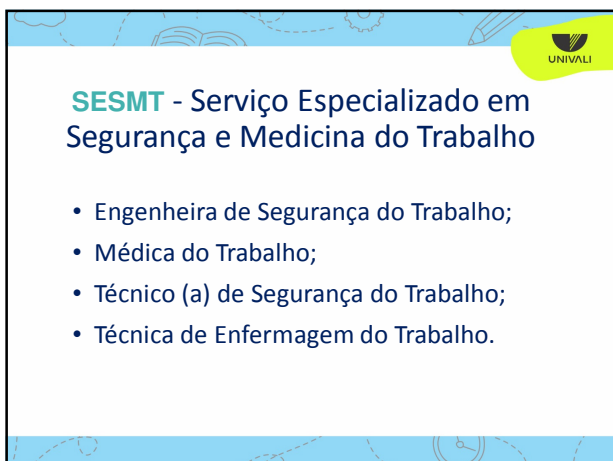 UNIVALI
SESMT - Serviço Especializado em
Segurança e Medicina do Trabalho
• Engenheira de Segurança do Trabalho;
• Médica do Trabalho;
• Técnico (a) de Segurança do Trabalho;
• Técnica de Enfermagem do Trabalho.